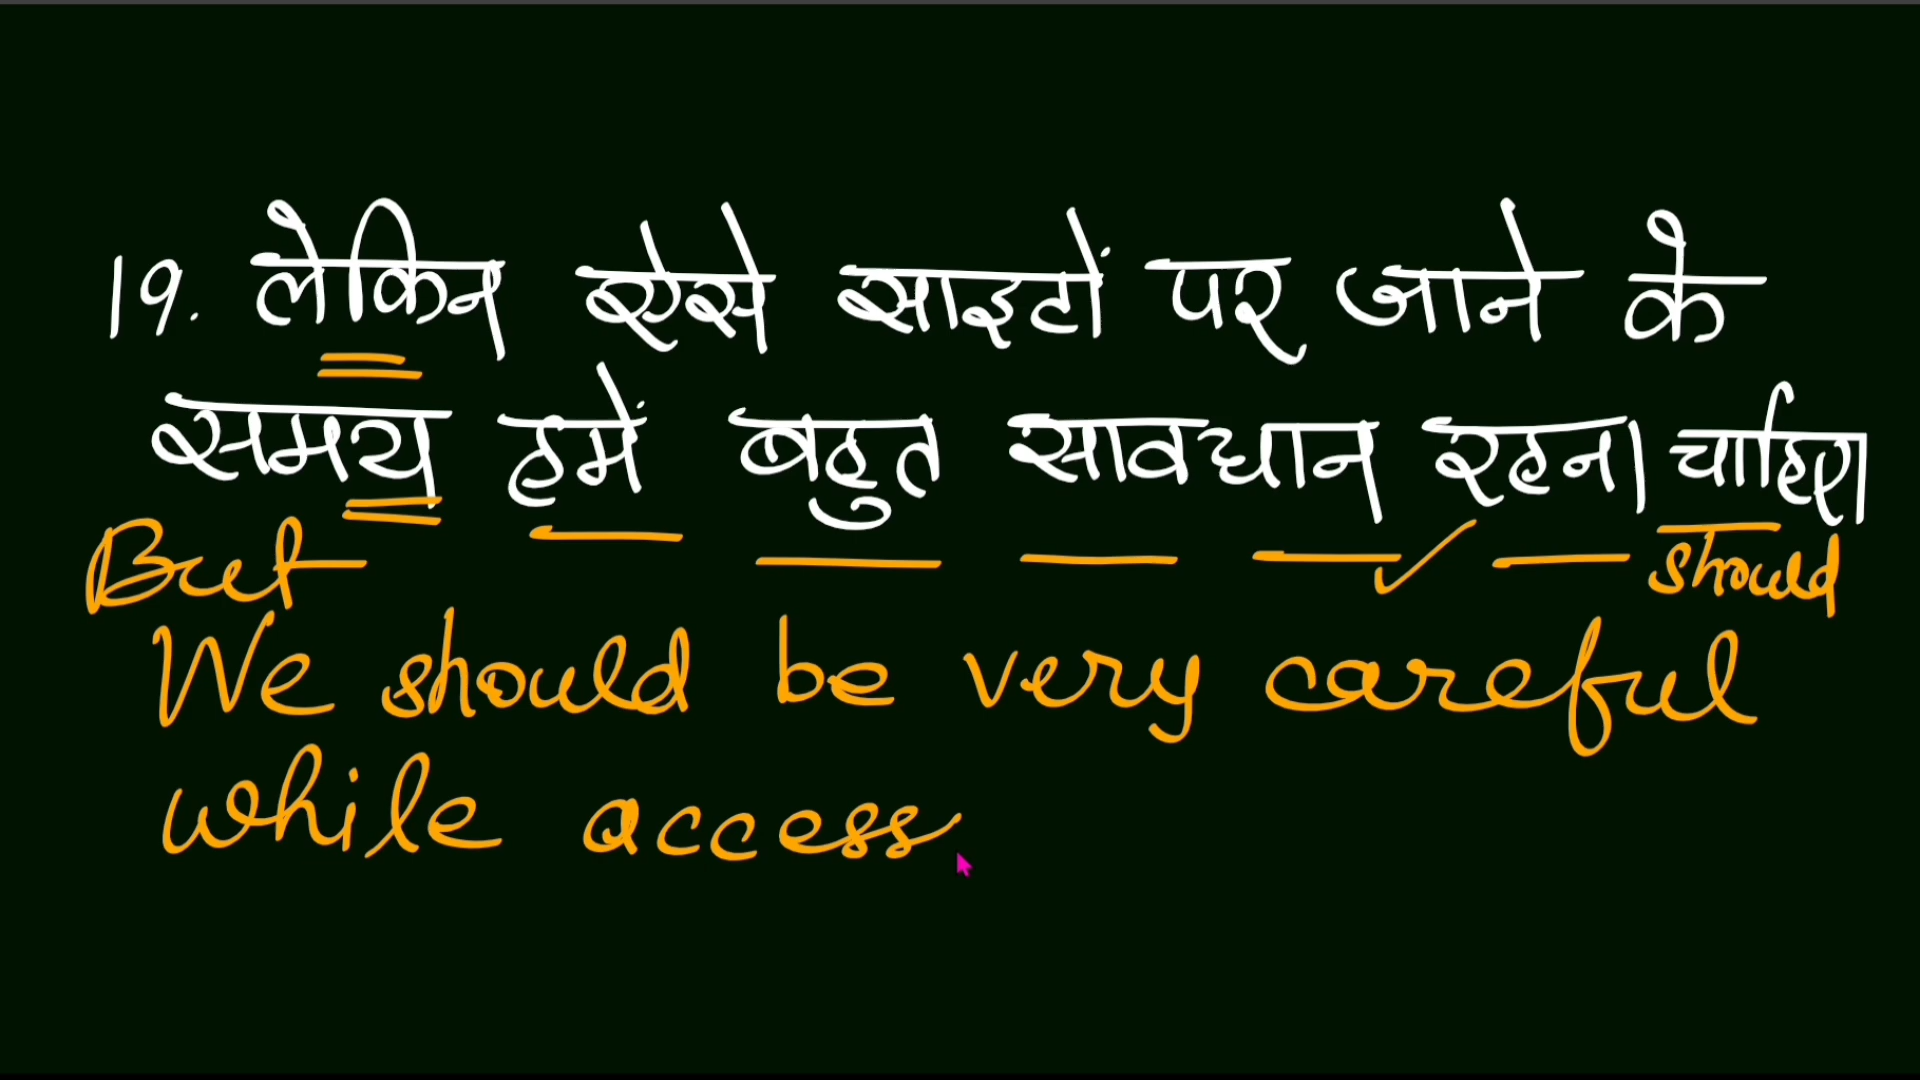 19. लेकिन ऐसे साइटों पर जाने के
समय हमें बहुत सावधान रहना चाहिए।
But should
We should be very careful
while access